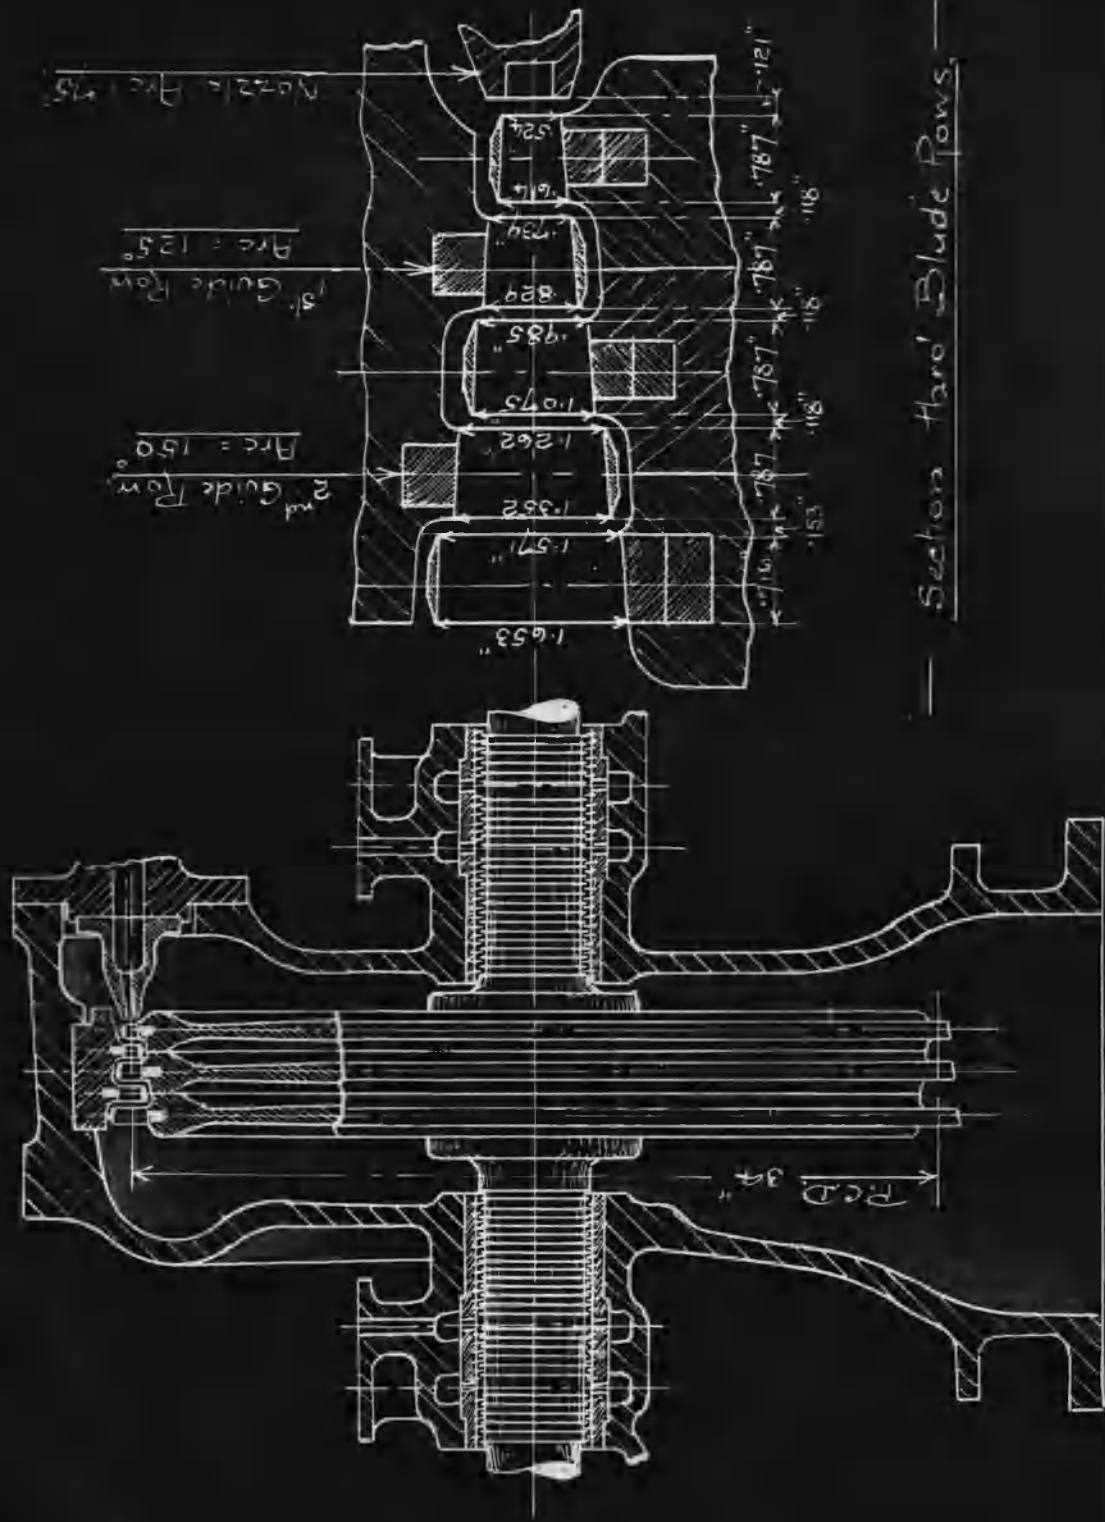 Nozzle Arc = 75°
1st Guide Row
Arc = 125°
2nd Guide Row.
Arc = 150°
.524
.614
.734"
.824
.985"
1.075
1.262"
1.352
1.571"
1.653"
.121"
.787"
.118"
.787"
.118"
.787"
.118"
.787
.153
.716"
— Section thro' Blade Rows. —
P.C.D. 34"